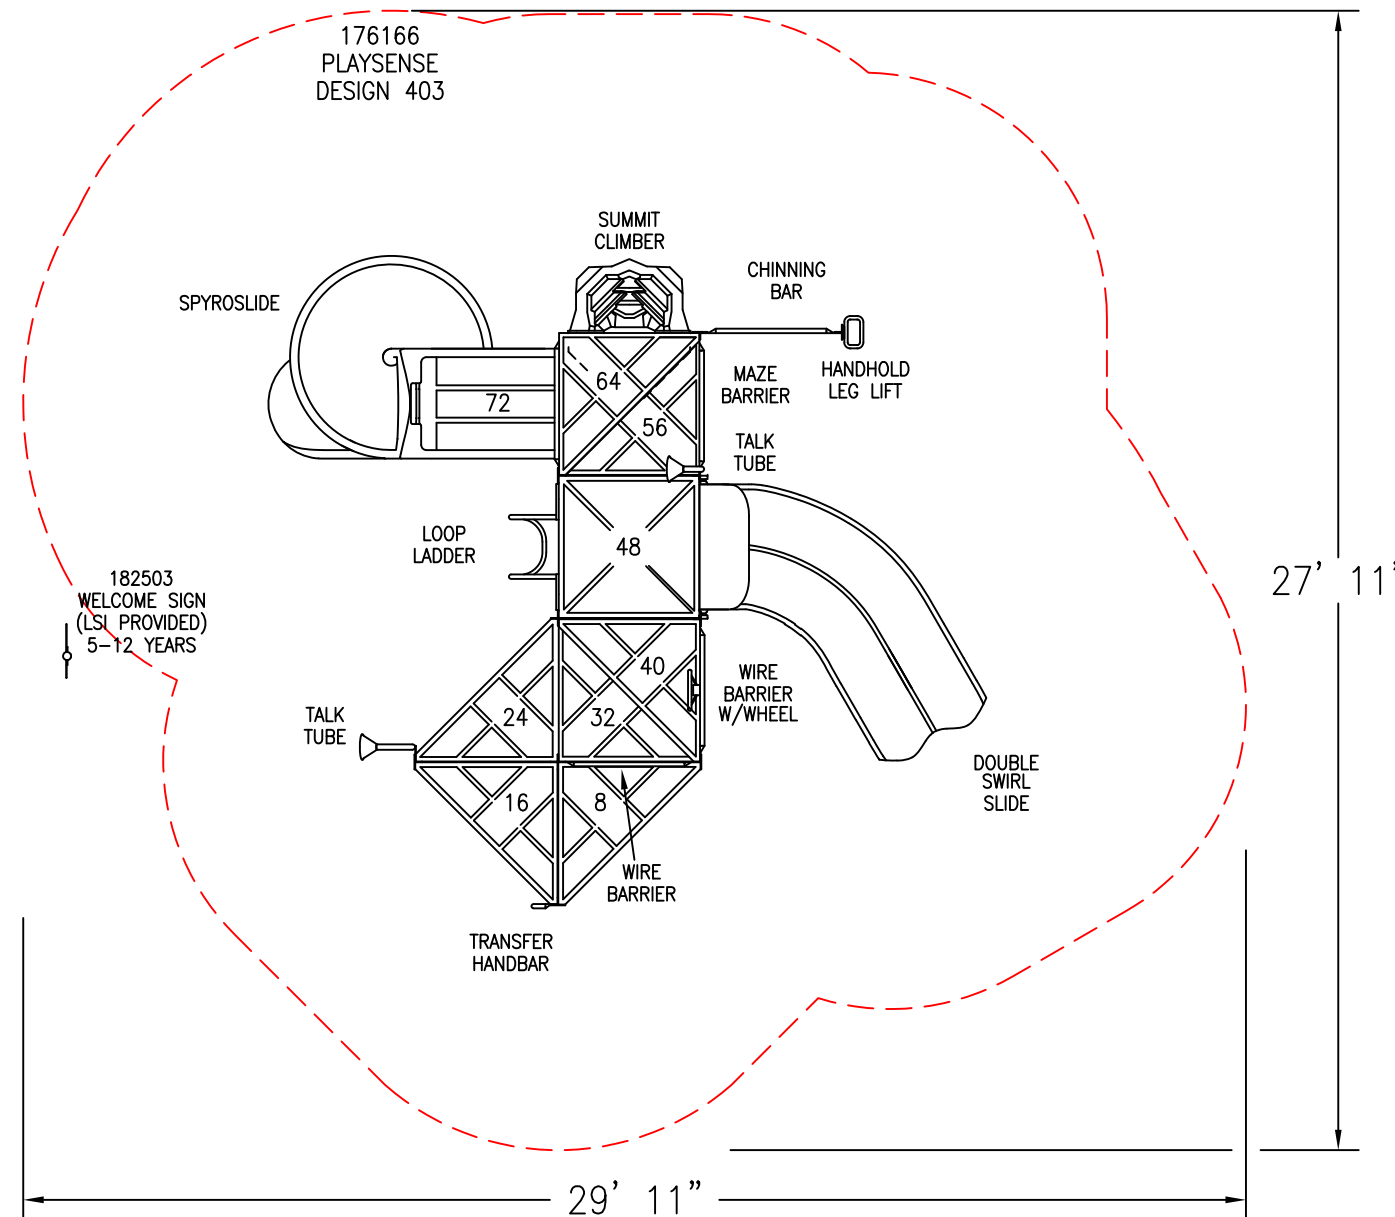 176166
PLAYSENSE
DESIGN 403
SUMMIT
CLIMBER
CHINNING
BAR
SPYROSLIDE
HANDHOLD
LEG LIFT
MAZE
BARRIER
64
72
56
TALK
TUBE
LOOP
LADDER
48
182503
WELCOME SIGN
(LSI PROVIDED)
5-12 YEARS
27' 11"
40
WIRE
BARRIER
W/WHEEL
24
32
TALK
TUBE
DOUBLE
SWIRL
SLIDE
16
8
WIRE
BARRIER
TRANSFER
HANDBAR
29' 11"